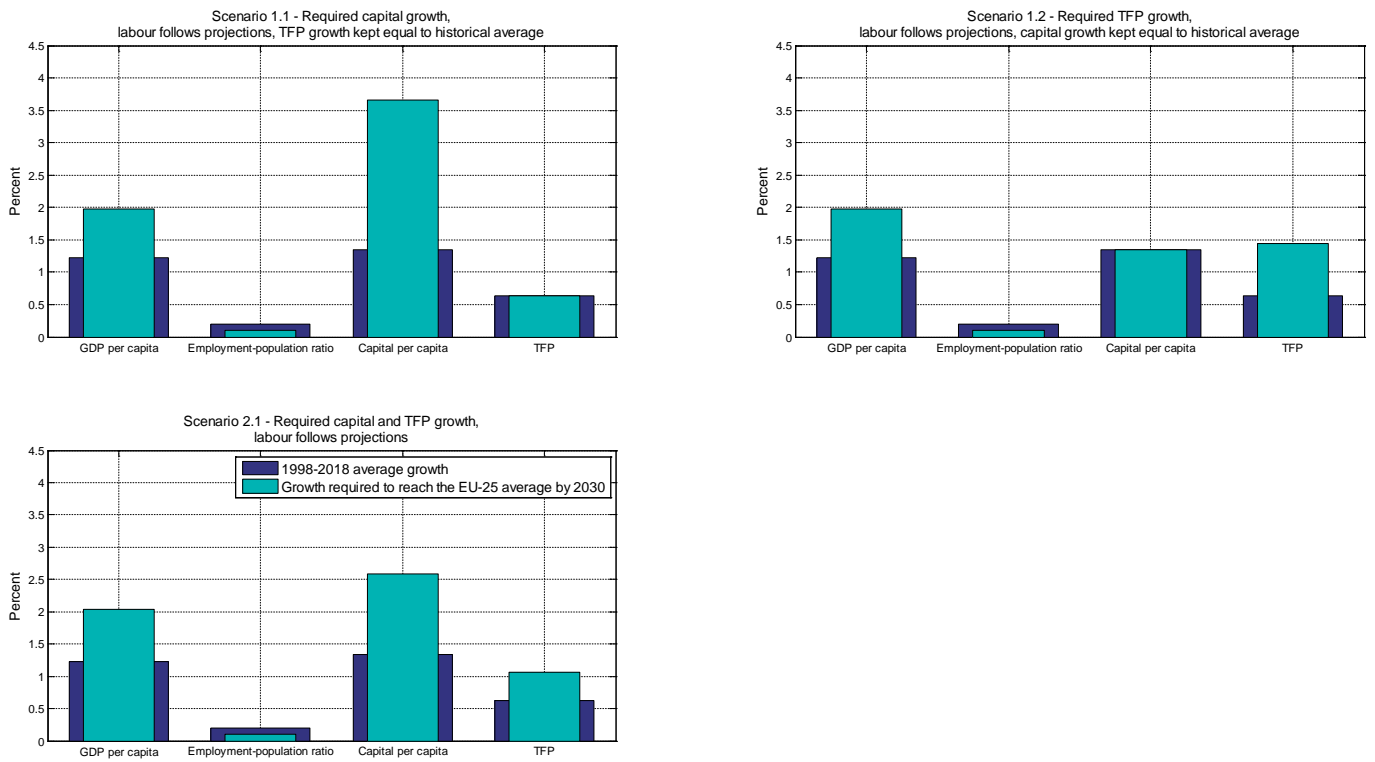 Scenario 1.1 - Required capital growth,
labour follows projections, TFP growth kept equal to historical average
4.5
4
3.5
3
2.5
2
1.5
1
0.5
0
Percent
GDP per capita
Employment-population ratio
Capital per capita
TFP
Scenario 1.2 - Required TFP growth,
labour follows projections, capital growth kept equal to historical average
4.5
4
3.5
3
2.5
2
1.5
1
0.5
0
Percent
GDP per capita
Employment-population ratio
Capital per capita
TFP
Scenario 2.1 - Required capital and TFP growth,
labour follows projections
4.5
4
3.5
3
2.5
2
1.5
1
0.5
0
Percent
1998-2018 average growth
Growth required to reach the EU-25 average by 2030
GDP per capita
Employment-population ratio
Capital per capita
TFP